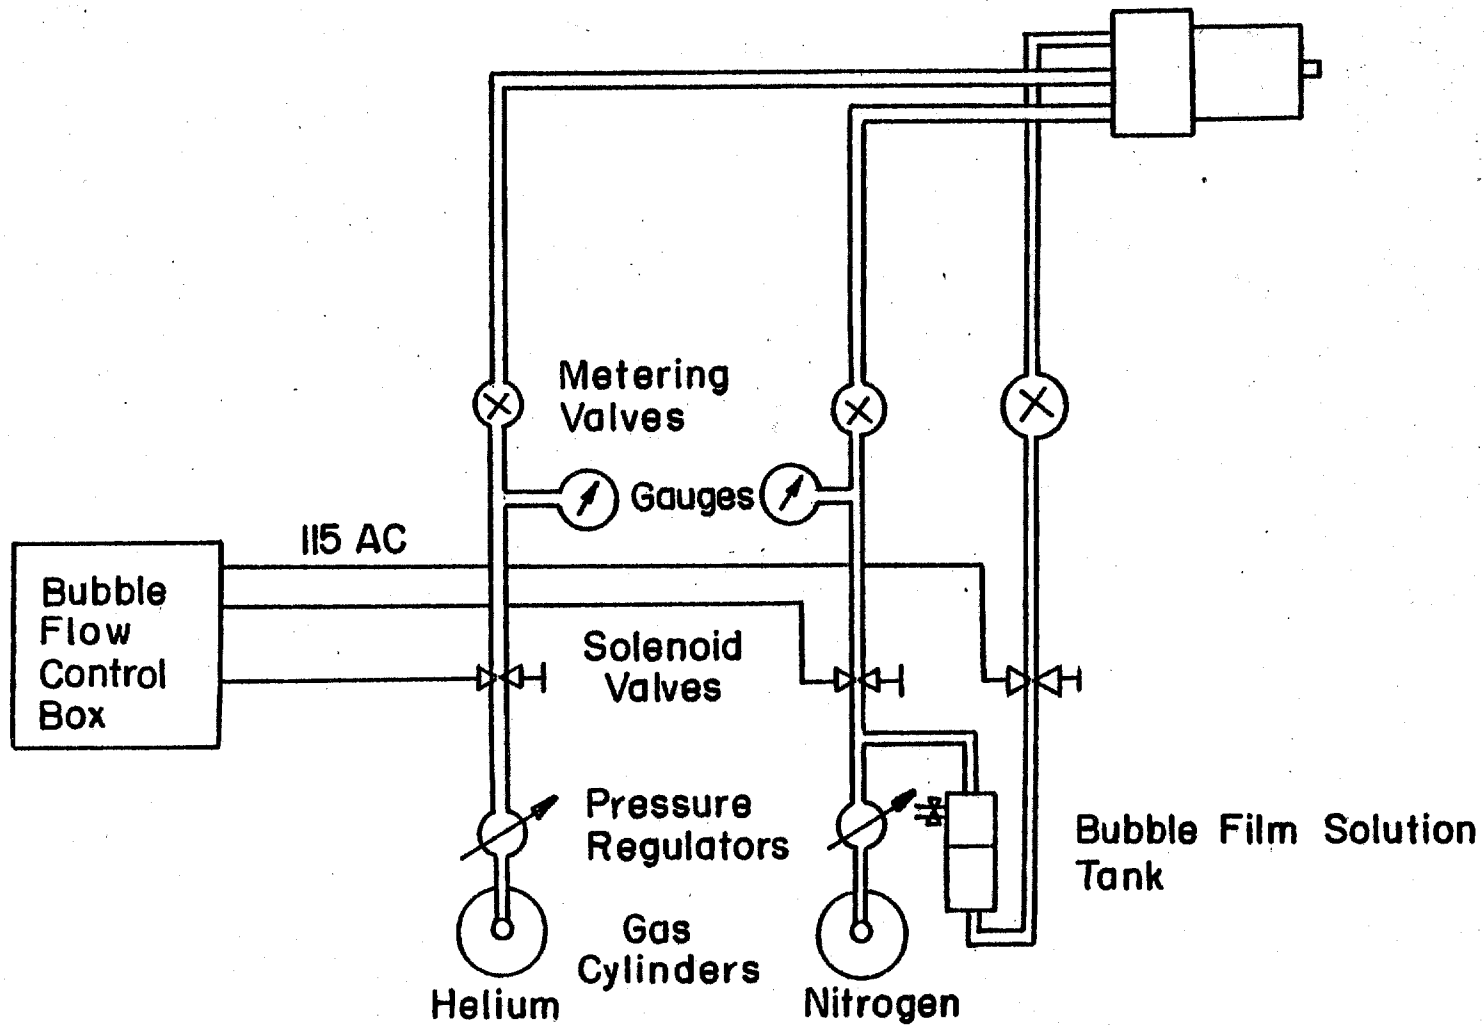 Metering
Valves
Gauges
115 AC
Bubble
Flow
Control
Box
Solenoid
Valves
Pressure
Regulators
Bubble Film Solution
Tank
Gas
Cylinders
Helium
Nitrogen